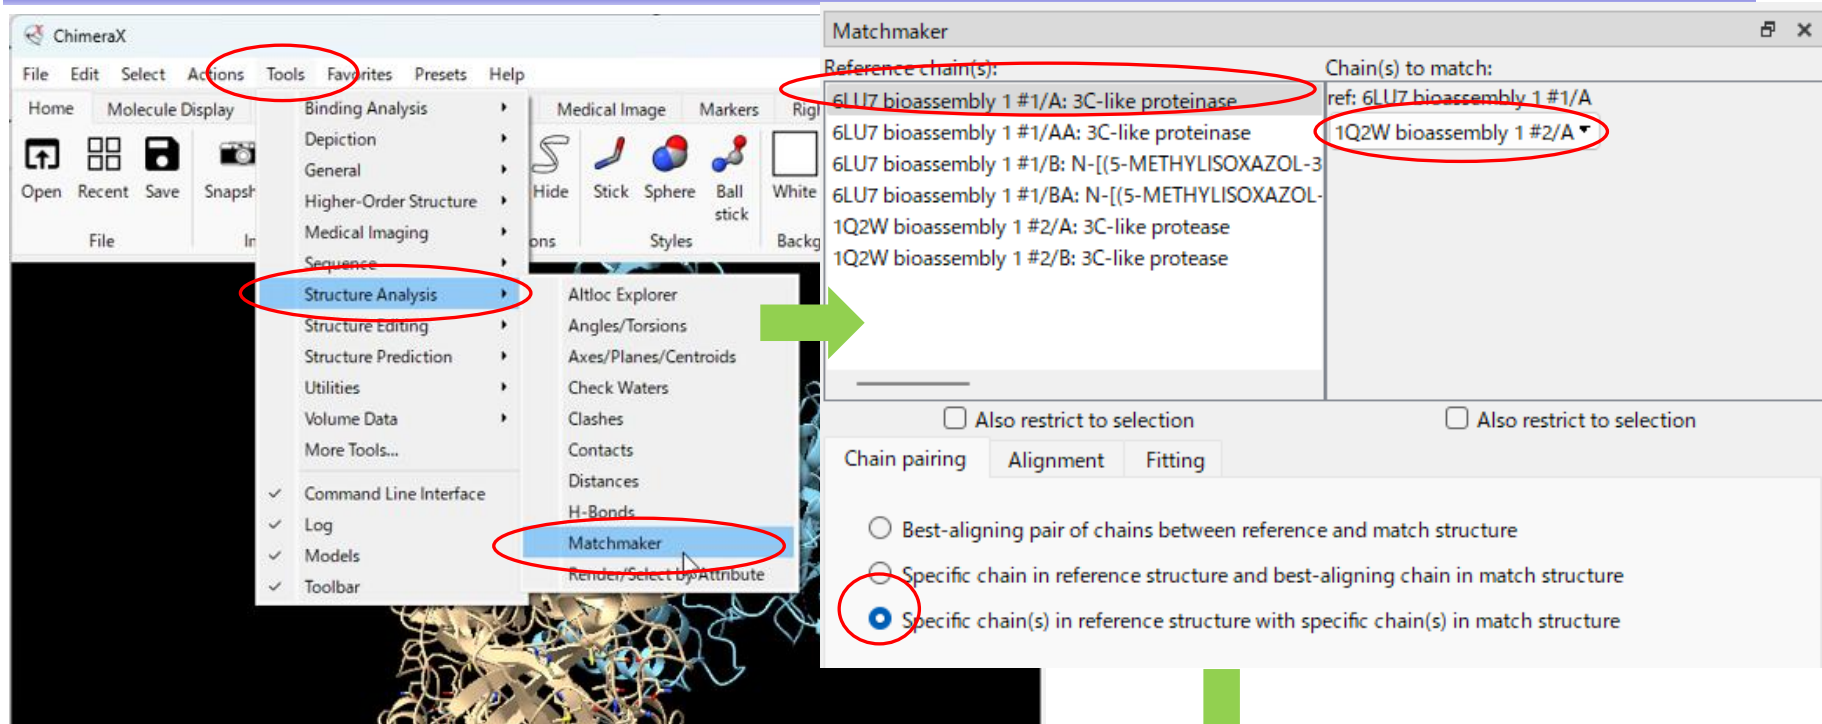 ChimeraX
File Edit Select Actions Tools Favorites Presets Help
Home Molecule Display Medical Image Markers
Open Recent Save Hide Stick Sphere Ball stick White
File Styles
Binding Analysis
Depiction
General
Higher-Order Structure
Medical Imaging
Sequence
Structure Analysis
Structure Editing
Structure Prediction
Utilities
Volume Data
More Tools...
Command Line Interface
Log
Models
Toolbar
Altloc Explorer
Angles/Torsions
Axes/Planes/Centroids
Check Waters
Clashes
Contacts
Distances
H-Bonds
Matchmaker
Render/Select by Attribute
Matchmaker
Reference chain(s):
6LU7 bioassembly 1 #1/A: 3C-like proteinase
6LU7 bioassembly 1 #1/AA: 3C-like proteinase
6LU7 bioassembly 1 #1/B: N-[(5-METHYLISOXAZOL-3
6LU7 bioassembly 1 #1/BA: N-[(5-METHYLISOXAZOL-
1Q2W bioassembly 1 #2/A: 3C-like protease
1Q2W bioassembly 1 #2/B: 3C-like protease
Chain(s) to match:
ref: 6LU7 bioassembly 1 #1/A
1Q2W bioassembly 1 #2/A
Also restrict to selection
Also restrict to selection
Chain pairing Alignment Fitting
Best-aligning pair of chains between reference and match structure
Specific chain in reference structure and best-aligning chain in match structure
Specific chain(s) in reference structure with specific chain(s) in match structure